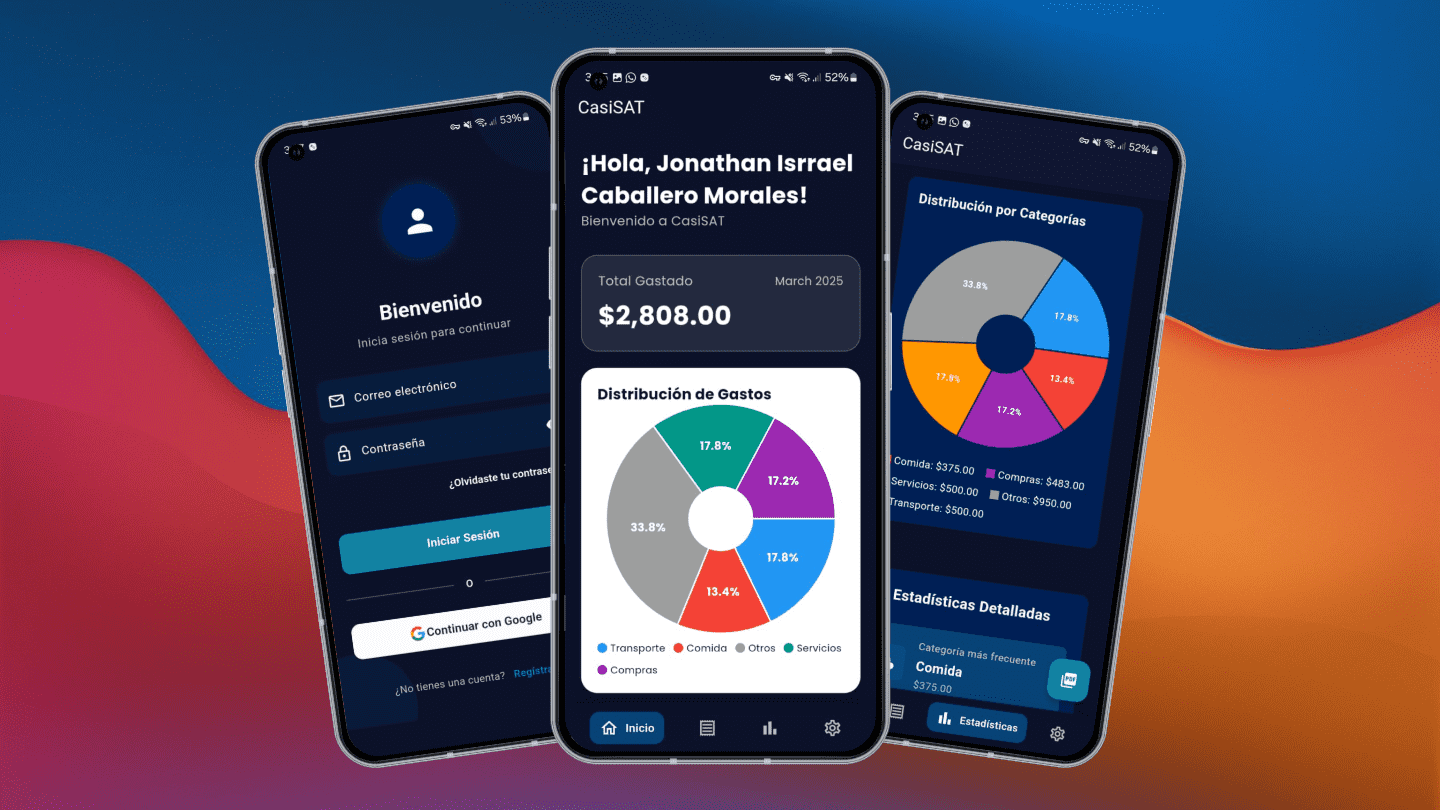 53%
Bienvenido
Inicia sesión para continuar
Correo electrónico
Contraseña
¿Olvidaste tu contrase
Iniciar Sesión
O
Continuar con Google
¿No tienes una cuenta? Regístra
52%
CasiSAT
¡Hola, Jonathan Isrrael
Caballero Morales!
Bienvenido a CasiSAT
Total Gastado March 2025
$2,808.00
Distribución de Gastos
17.8%
17.2%
33.8%
17.8%
13.4%
Transporte Comida Otros Servicios
Compras
Inicio
52%
CasiSAT
Distribución por Categorías
33.8%
17.8%
17.8%
13.4%
17.2%
Comida: $375.00 Compras: $483.00
Servicios: $500.00 Otros: $950.00
Transporte: $500.00
Estadísticas Detalladas
Categoría más frecuente
Comida
$375.00
PDF
Estadísticas